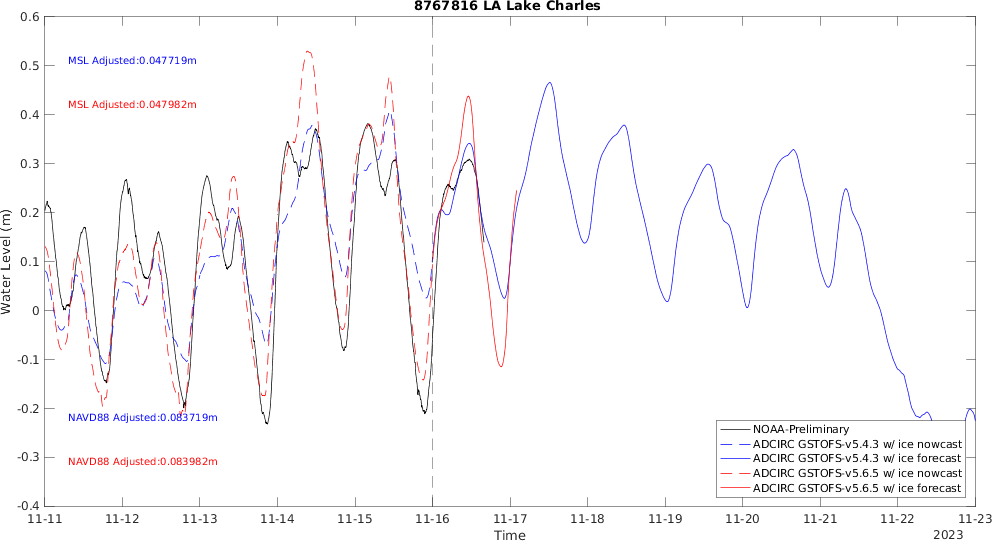 8767816 LA Lake Charles
0.6
0.5
0.4
0.3
0.2
0.1
0
-0.1
-0.2
-0.3
-0.4
Water Level (m)
MSL Adjusted:0.047719m
MSL Adjusted:0.047982m
NAVD88 Adjusted:0.083719m
NAVD88 Adjusted:0.083982m
NOAA-Preliminary
ADCIRC GSTOFS-v5.4.3 w/ ice nowcast
ADCIRC GSTOFS-v5.4.3 w/ ice forecast
ADCIRC GSTOFS-v5.6.5 w/ ice nowcast
ADCIRC GSTOFS-v5.6.5 w/ ice forecast
11-11 11-12 11-13 11-14 11-15 11-16 11-17 11-18 11-19 11-20 11-21 11-22 11-23
Time
2023